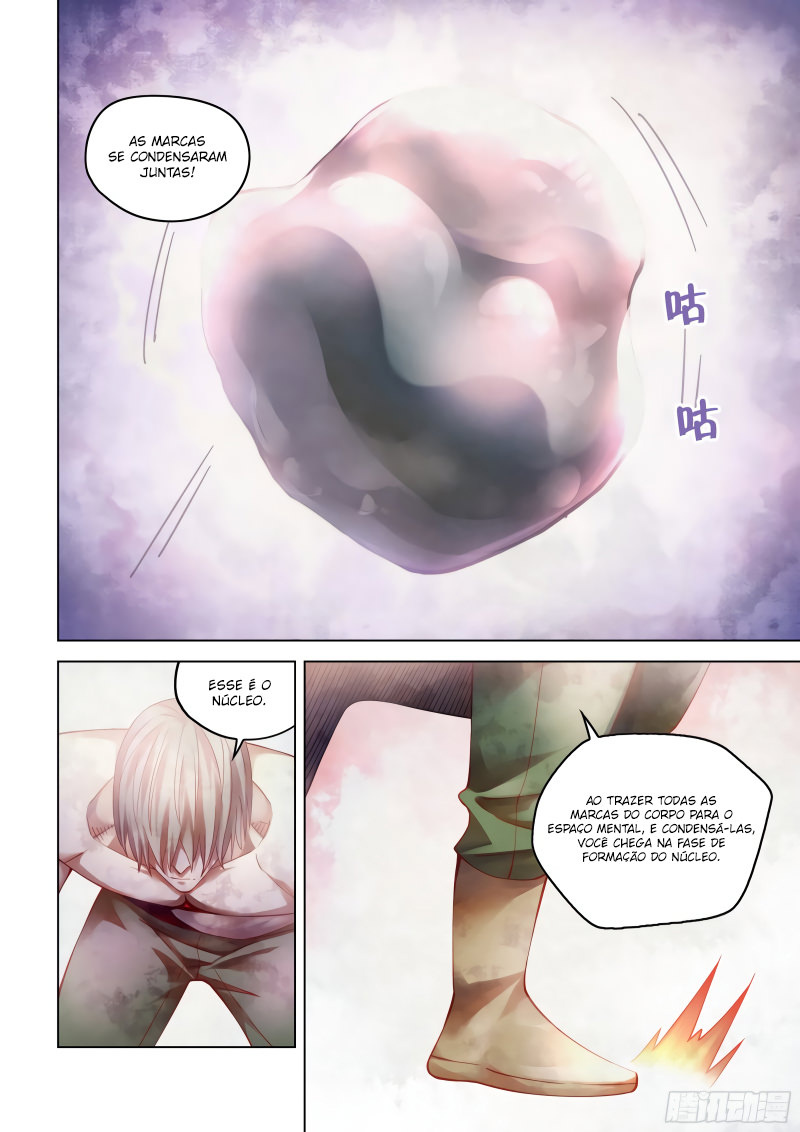 AS MARCAS
SE CONDENSARAM
JUNTAS!
咕
咕
ESSE É O
NÚCLEO.
AO TRAZER TODAS AS
MARCAS DO CORPO PARA O
ESPAÇO MENTAL, E CONDENSÁ-LAS,
VOCÊ CHEGA NA FASE DE
FORMAÇÃO DO NÚCLEO.
腾讯动漫